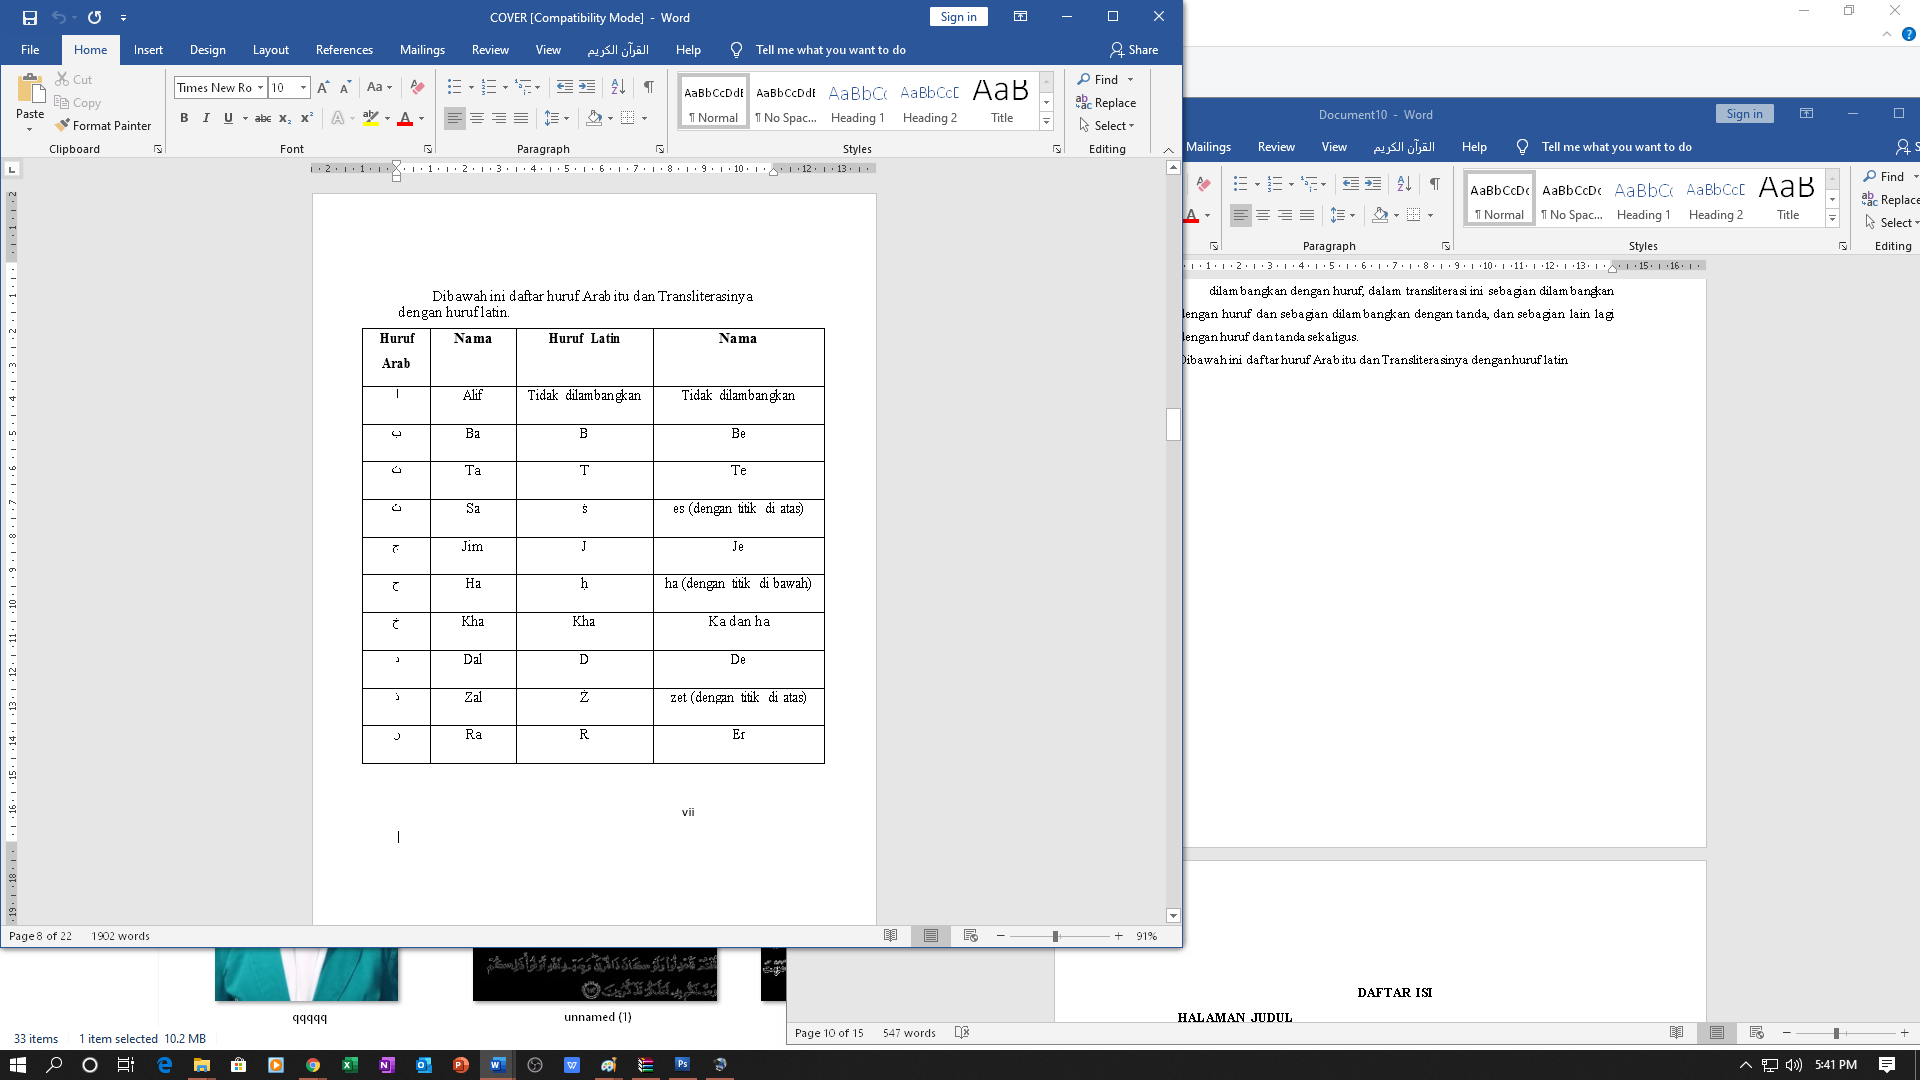 COVER [Compatibility Mode] - Word
Sign in
File Home Insert Design Layout References Mailings Review View القرآن الكريم Help Tell me what you want to do Share
Paste
Cut
Copy
Format Painter
Times New Ro 10
Clipboard
Font
Paragraph
AaBbCcDdE ¶ Normal
AaBbCcDdE ¶ No Spac...
AaBbCc Heading 1
AaBbCcE Heading 2
AaB Title
Styles
Find
Replace
Select
Editing
Dibawah ini daftar huruf Arab itu dan Transliterasinya
dengan huruf latin.
Huruf Arab Nama Huruf Latin Nama
ا Alif Tidak dilambangkan Tidak dilambangkan
ب Ba B Be
ت Ta T Te
ث Sa ṡ es (dengan titik di atas)
ج Jim J Je
ح Ha ḥ ha (dengan titik di bawah)
خ Kha Kha Ka dan ha
د Dal D De
ذ Zal Ż zet (dengan titik di atas)
ر Ra R Er
vii
Page 8 of 22 1902 words
91%
Document10 - Word
Sign in
Mailings Review View القرآن الكريم Help Tell me what you want to do
AaBbCcDc ¶ Normal
AaBbCcDc ¶ No Spac...
AaBbCc Heading 1
AaBbCcE Heading 2
AaB Title
Paragraph
Styles
Find
Replace
Select
Editing
dilambangkan dengan huruf, dalam transliterasi ini sebagian dilambangkan
dengan huruf dan sebagian dilambangkan dengan tanda, dan sebagian lain lagi
dengan huruf dan tanda sekaligus.
Dibawah ini daftar huruf Arab itu dan Transliterasinya dengan huruf latin
DAFTAR ISI
HALAMAN JUDUL
Page 10 of 15 547 words
qqqqq
unnamed (1)
33 items 1 item selected 10.2 MB
5:41 PM